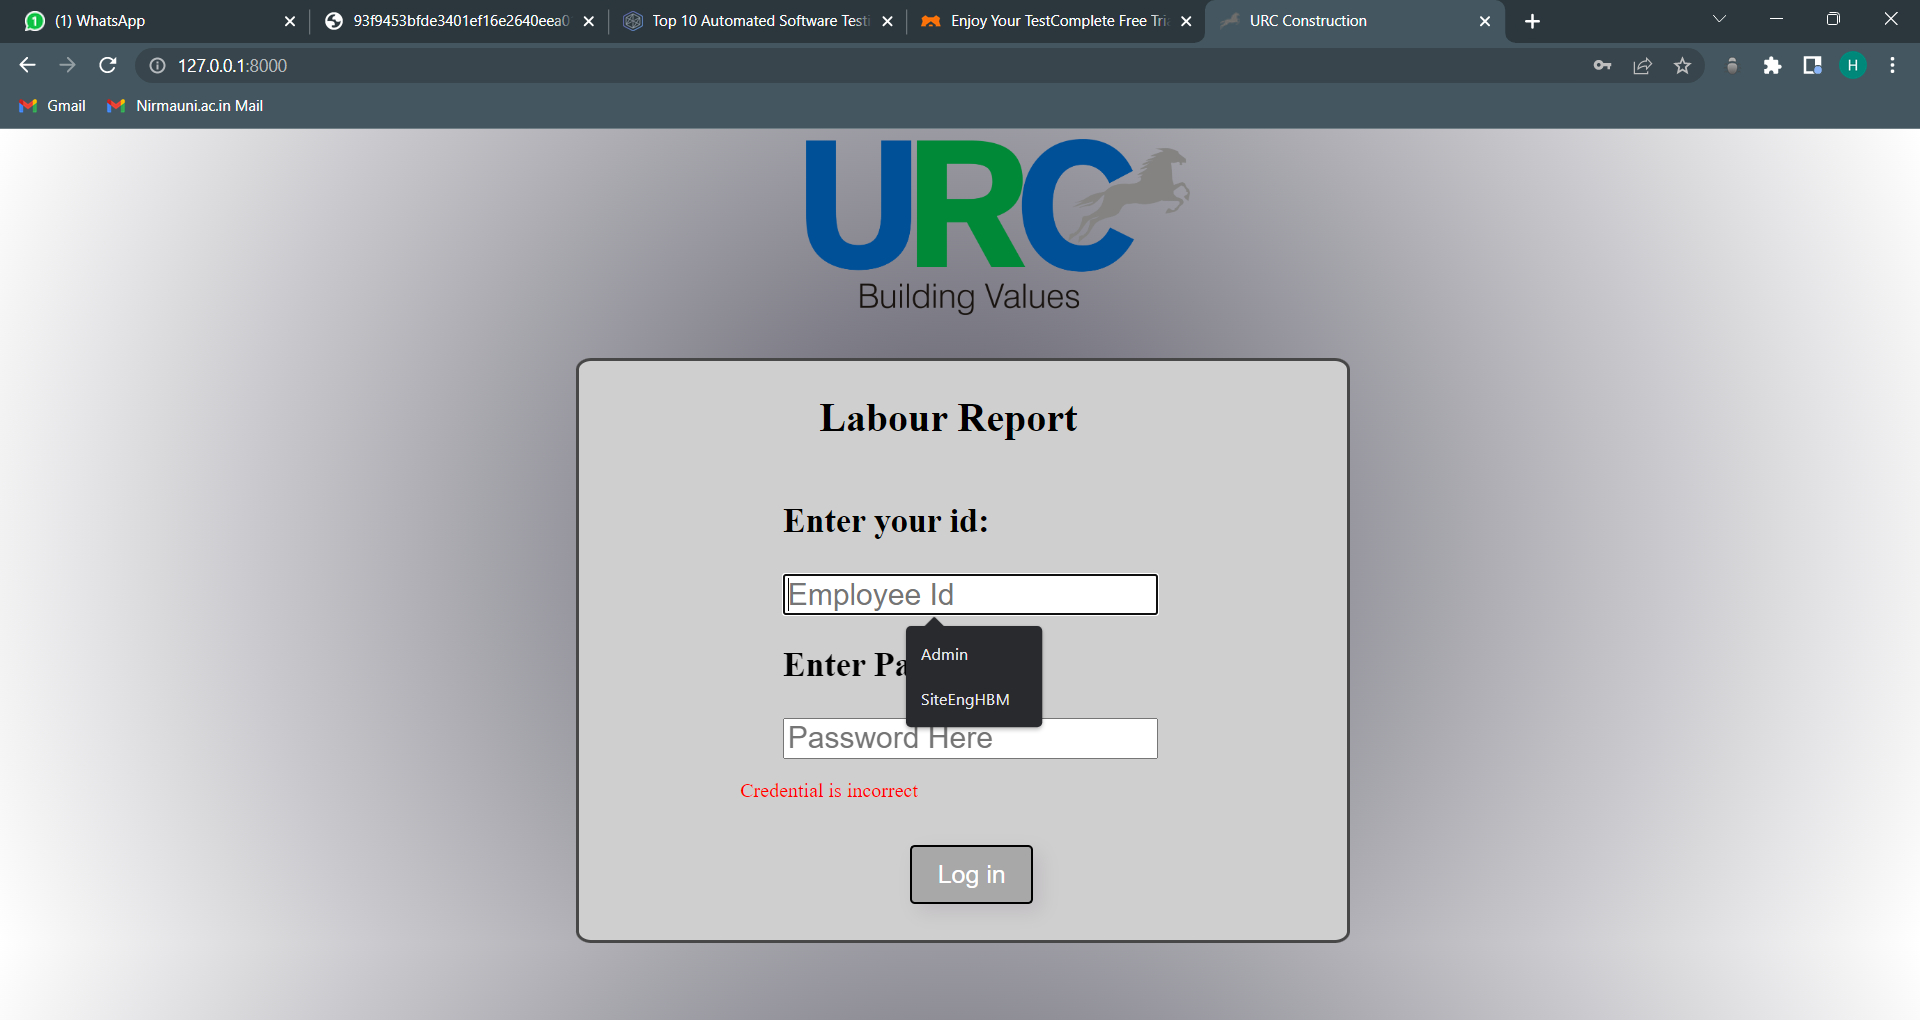 (1) WhatsApp
93f9453bfde3401ef16e2640eea0
Top 10 Automated Software Testi
Enjoy Your TestComplete Free Tria
URC Construction
127.0.0.1:8000
H
Gmail
Nirmauni.ac.in Mail
URC
Building Values
Labour Report
Enter your id:
Employee Id
Admin
Enter Pa
SiteEngHBM
Password Here
Credential is incorrect
Log in